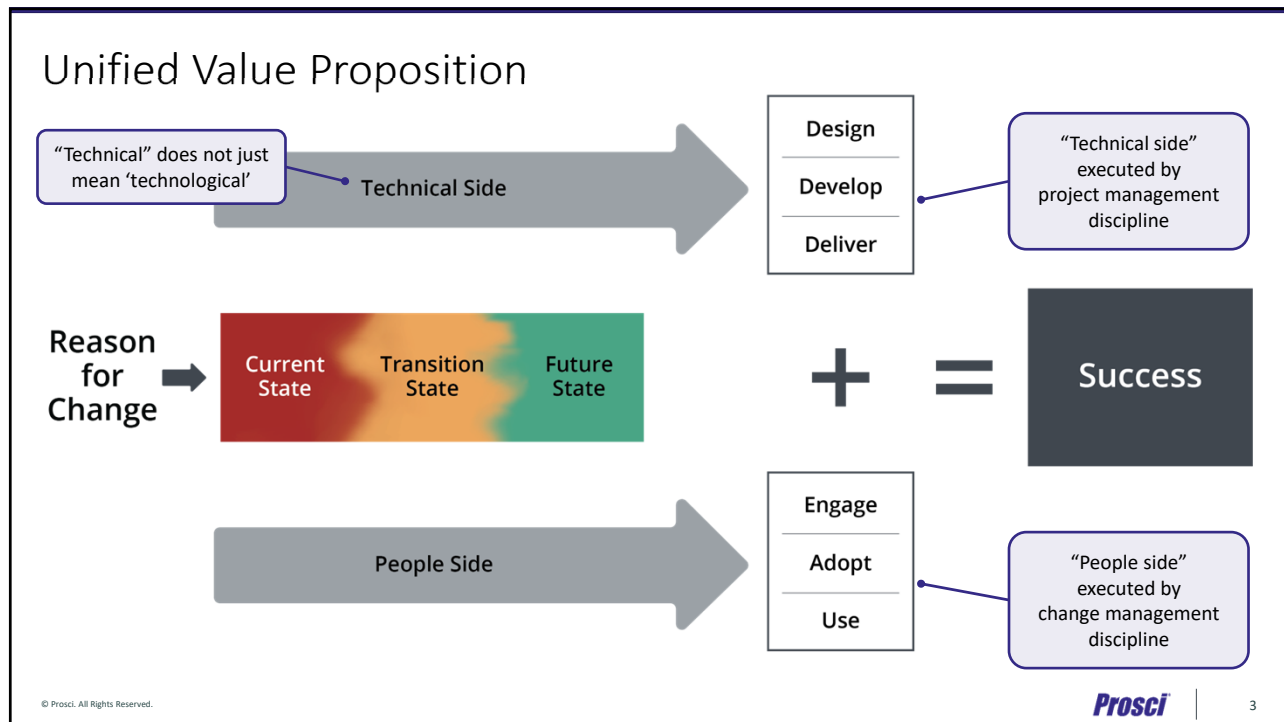 Unified Value Proposition
“Technical” does not just
mean ‘technological’
Technical Side
Design
Develop
Deliver
“Technical side”
executed by
project management
discipline
Reason
for
Change
Current
State
Transition
State
Future
State
+
=
Success
People Side
Engage
Adopt
Use
“People side”
executed by
change management
discipline
© Prosci. All Rights Reserved.
Prosci
3